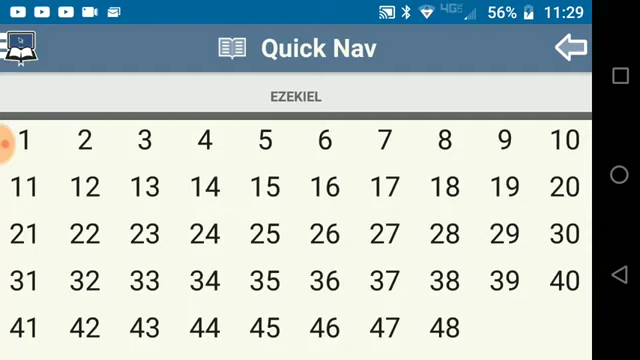 4G 56% 11:29
Quick Nav
EZEKIEL
1 2 3 4 5 6 7 8 9 10
11 12 13 14 15 16 17 18 19 20
21 22 23 24 25 26 27 28 29 30
31 32 33 34 35 36 37 38 39 40
41 42 43 44 45 46 47 48